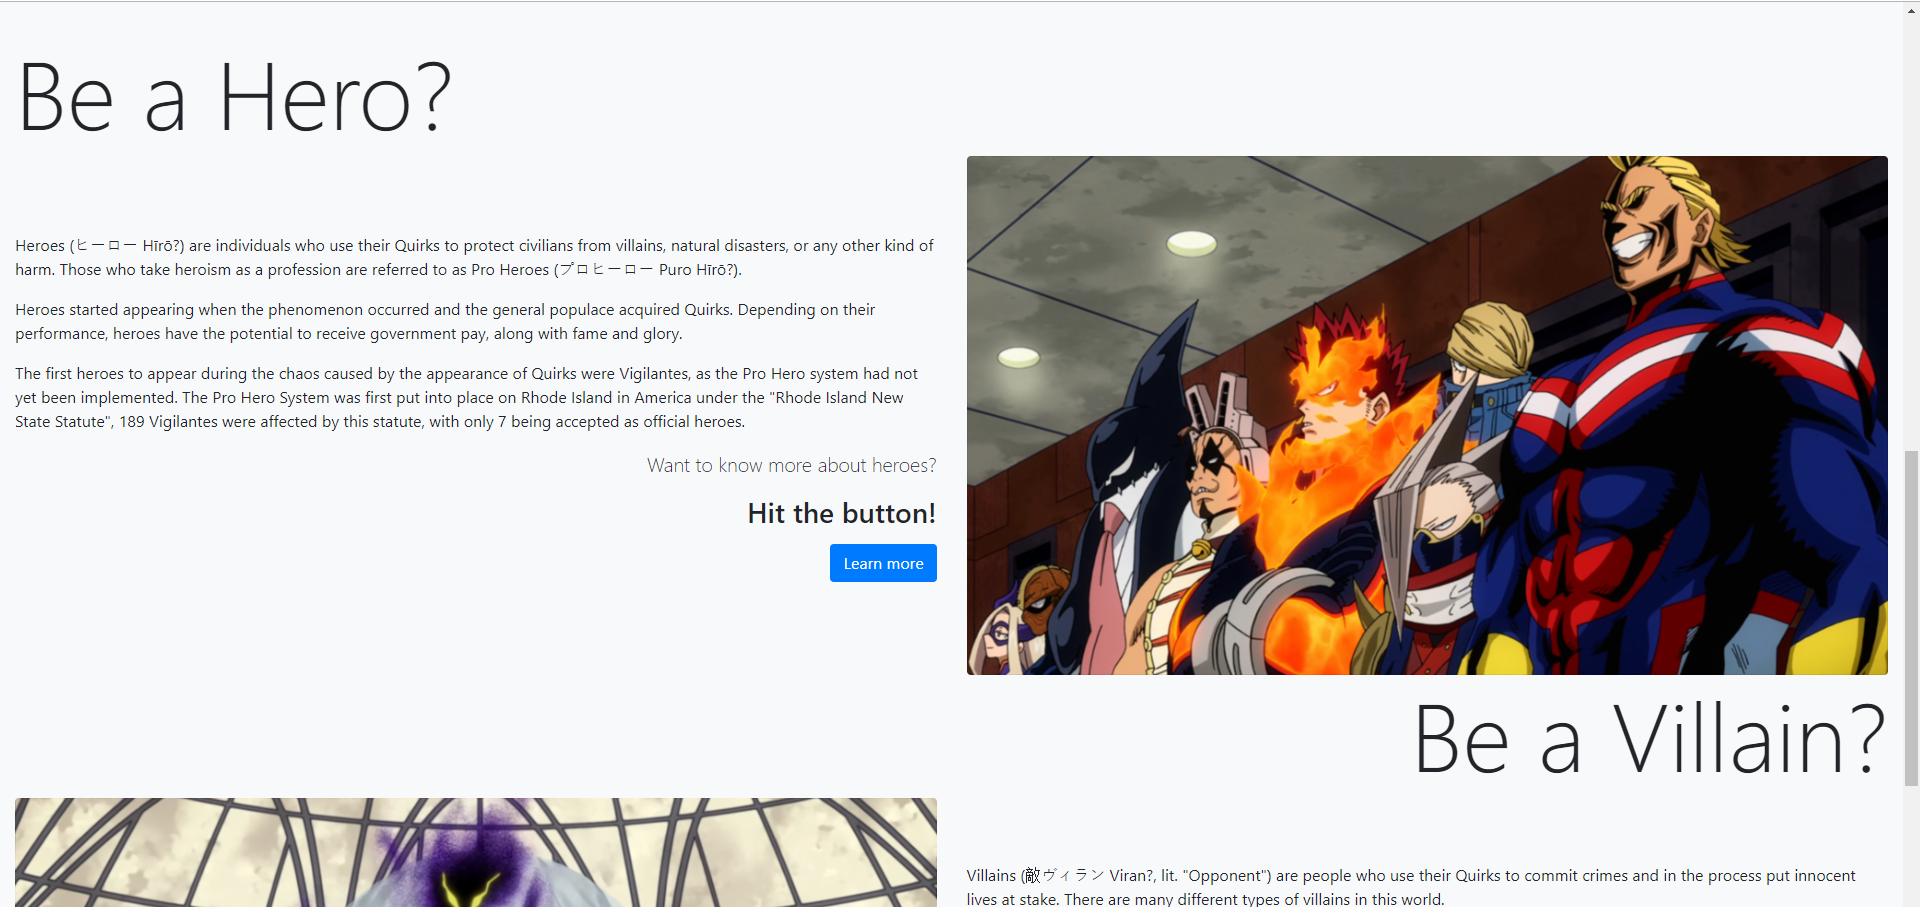 Be a Hero?
Heroes (ヒーロー Hīrō?) are individuals who use their Quirks to protect civilians from villains, natural disasters, or any other kind of
harm. Those who take heroism as a profession are referred to as Pro Heroes (プロヒーロー Puro Hīrō?).
Heroes started appearing when the phenomenon occurred and the general populace acquired Quirks. Depending on their
performance, heroes have the potential to receive government pay, along with fame and glory.
The first heroes to appear during the chaos caused by the appearance of Quirks were Vigilantes, as the Pro Hero system had not
yet been implemented. The Pro Hero System was first put into place on Rhode Island in America under the "Rhode Island New
State Statute", 189 Vigilantes were affected by this statute, with only 7 being accepted as official heroes.
Want to know more about heroes?
Hit the button!
Learn more
Be a Villain?
Villains (敵ヴィラン Viran?, lit. "Opponent") are people who use their Quirks to commit crimes and in the process put innocent
lives at stake. There are many different types of villains in this world.